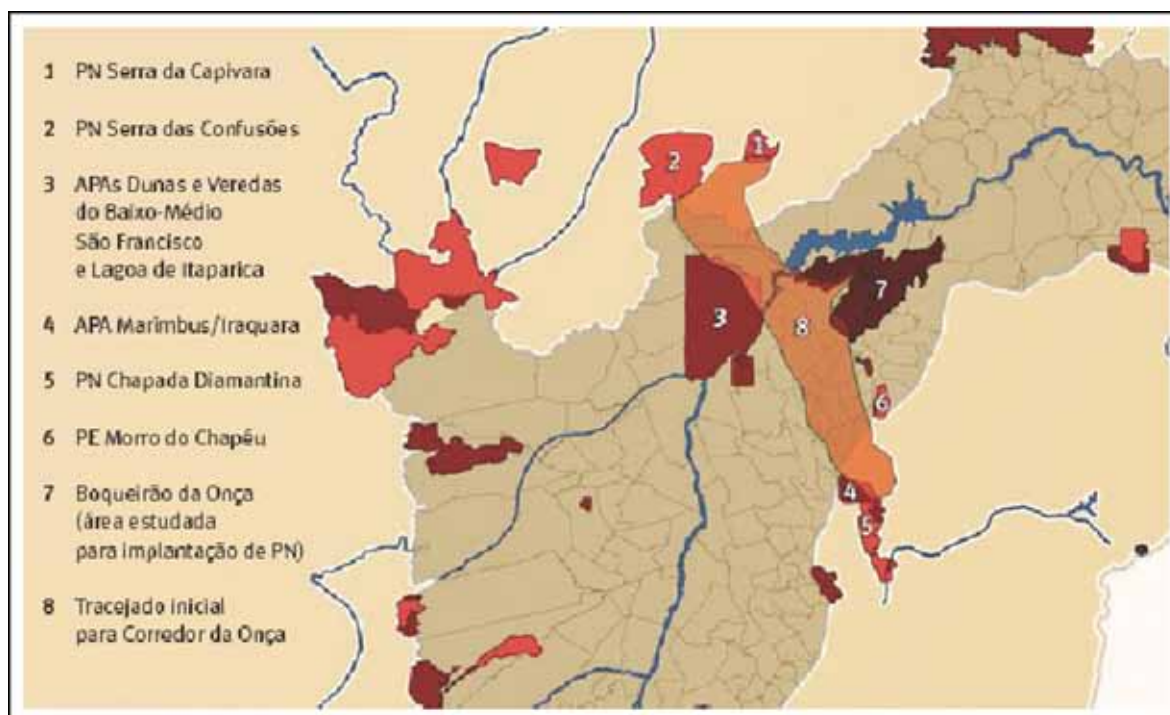 1 PN Serra da Capivara
2 PN Serra das Confusões
3 APAs Dunas e Veredas
do Baixo-Médio
São Francisco
e Lagoa de Itaparica
4 APA Marimbus/Iraquara
5 PN Chapada Diamantina
6 PE Morro do Chapéu
7 Boqueirão da Onça
(área estudada
para implantação de PN)
8 Tracejado inicial
para Corredor da Onça
1
2
3
7
8
6
4
5